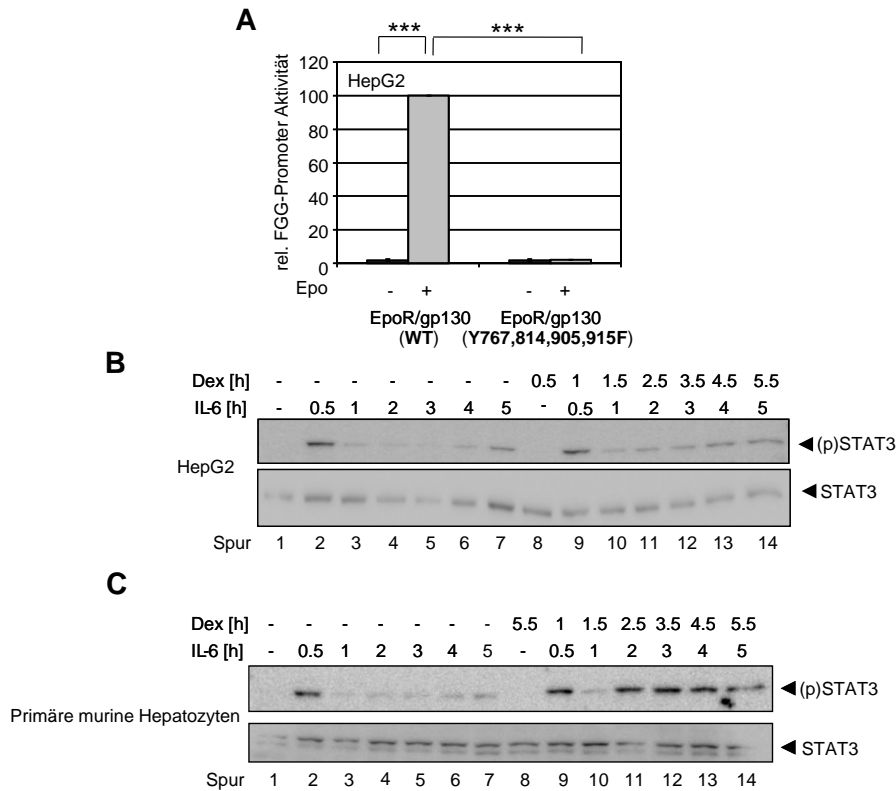 A
*** ***
rel. FGG-Promoter Aktivität
120
100
80
60
40
20
0
HepG2
Epo - + - +
EpoR/gp130 EpoR/gp130
(WT) (Y767,814,905,915F)
B
Dex [h] - - - - - - - 0.5 1 1.5 2.5 3.5 4.5 5.5
IL-6 [h] - 0.5 1 2 3 4 5 - 0.5 1 2 3 4 5
(p)STAT3
HepG2
STAT3
Spur 1 2 3 4 5 6 7 8 9 10 11 12 13 14
C
Dex [h] - - - - - - - 5.5 1 1.5 2.5 3.5 4.5 5.5
IL-6 [h] - 0.5 1 2 3 4 5 - 0.5 1 2 3 4 5
(p)STAT3
Primäre murine Hepatozyten
STAT3
Spur 1 2 3 4 5 6 7 8 9 10 11 12 13 14